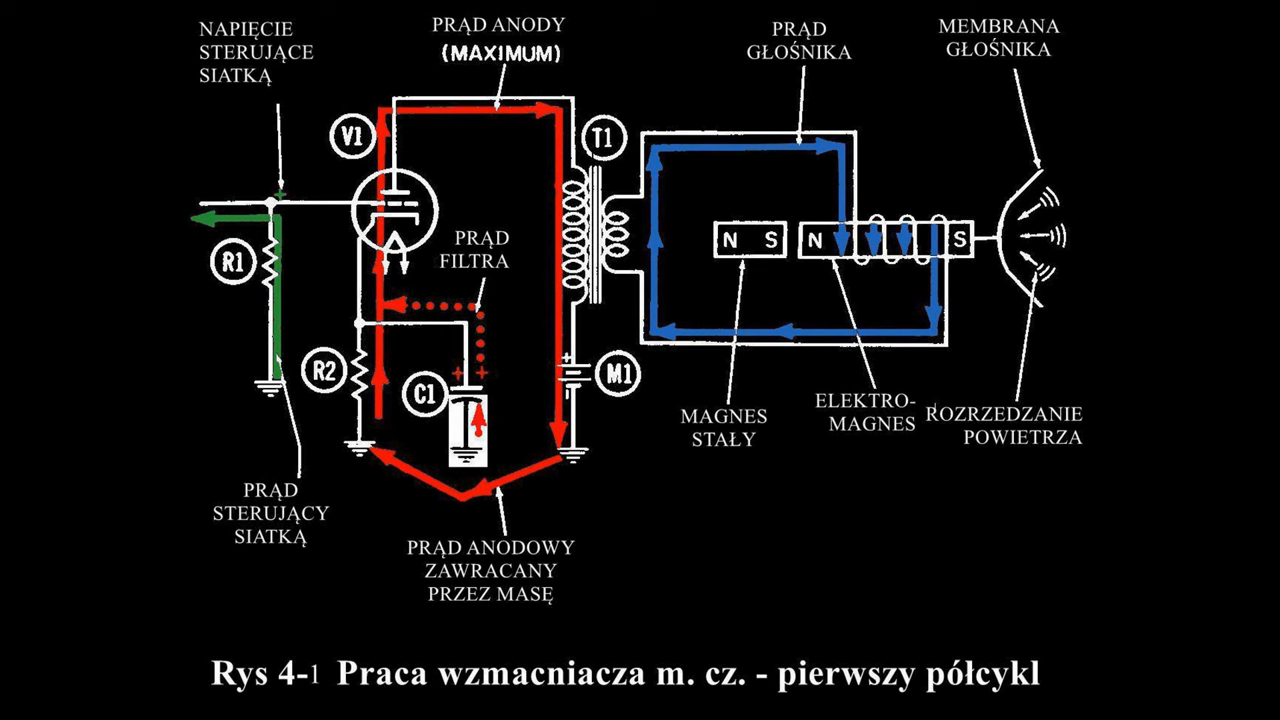 NAPIĘCIE
STERUJĄCE
SIATKĄ
PRĄD ANODY
(MAXIMUM)
PRĄD
GŁOŚNIKA
MEMBRANA
GŁOŚNIKA
V1
T1
+
R1
PRĄD
FILTRA
N S
N S
R2
C1
+ +
+
-
M1
MAGNES
STAŁY
ELEKTRO-
MAGNES
ROZRZEDZANIE
POWIETRZA
PRĄD
STERUJĄCY
SIATKĄ
PRĄD ANODOWY
ZAWRACANY
PRZEZ MASĘ
Rys 4-1 Praca wzmacniacza m. cz. - pierwszy półcykl